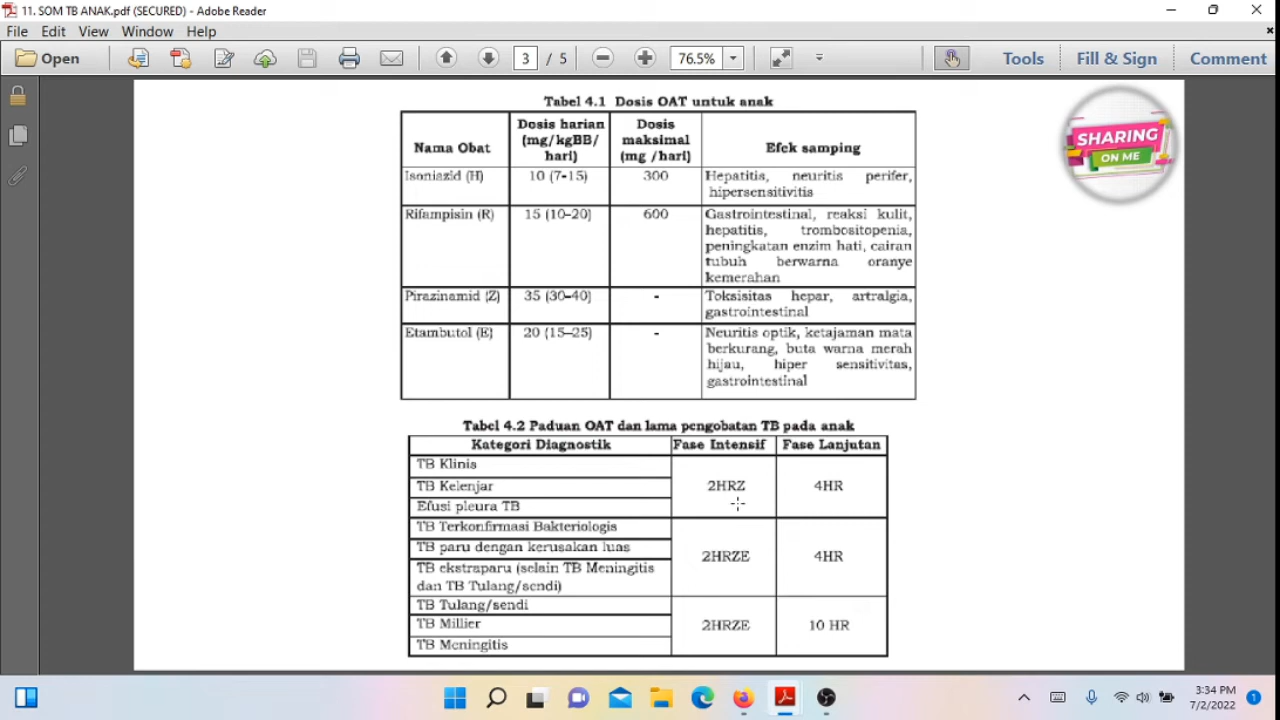 11. SOM TB ANAK.pdf (SECURED) - Adobe Reader
File Edit View Window Help
Open 3 / 5 76.5% Tools Fill & Sign Comment
SHARING
ON ME
Tabel 4.1 Dosis OAT untuk anak
Nama Obat Dosis harian (mg/kgBB/ hari) Dosis maksimal (mg /hari) Efek samping
Isoniazid (H) 10 (7-15) 300 Hepatitis, neuritis perifer,
hipersensitivitis
Rifampisin (R) 15 (10–20) 600 Gastrointestinal, reaksi kulit,
hepatitis, trombositopenia,
peningkatan enzim hati, cairan
tubuh berwarna oranye
kemerahan
Pirazinamid (Z) 35 (30–40) - Toksisitas hepar, artralgia,
gastrointestinal
Etambutol (E) 20 (15–25) - Neuritis optik, ketajaman mata
berkurang, buta warna merah
hijau, hiper sensitivitas,
gastrointestinal
Tabel 4.2 Paduan OAT dan lama pengobatan TB pada anak
Kategori Diagnostik Fase Intensif Fase Lanjutan
TB Klinis
TB Kelenjar 2HRZ 4HR
Efusi pleura TB
TB Terkonfirmasi Bakteriologis
TB paru dengan kerusakan luas 2HRZE 4HR
TB ekstraparu (selain TB Meningitis
dan TB Tulang/sendi)
TB Tulang/sendi
TB Millier 2HRZE 10 HR
TB Meningitis
3:34 PM
7/2/2022 1